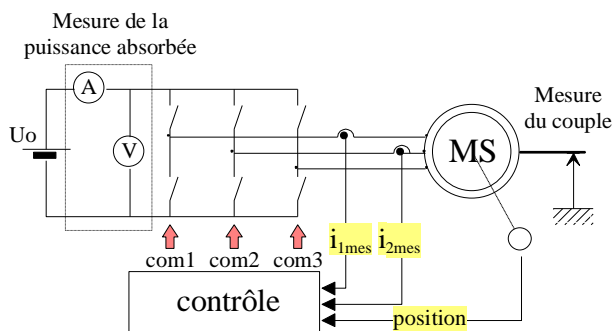 Mesure de la
puissance absorbée
A
Uo
V
MS
Mesure
du couple
i1mes i2mes
com1 com2 com3
contrôle
position